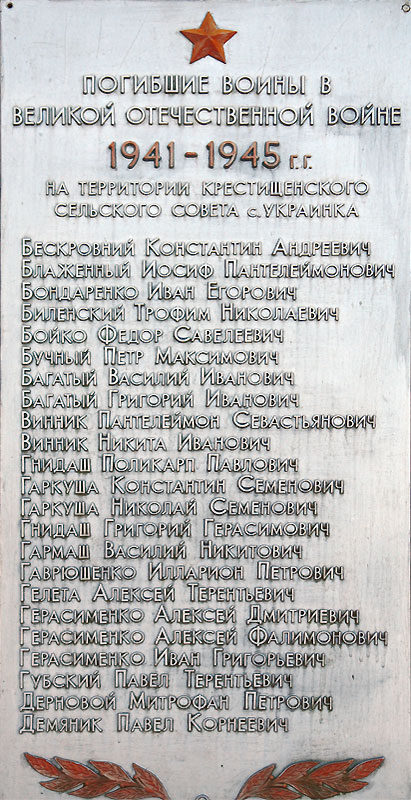 ПОГИБШИЕ ВОИНЫ В
ВЕЛИКОЙ ОТЕЧЕСТВЕННОЙ ВОЙНЕ
1941-1945 г.г.
НА ТЕРРИТОРИИ КРЕСТИЩЕНСКОГО
СЕЛЬСКОГО СОВЕТА с. УКРАИНКА
Бескровний Константин Андреевич
Блаженный Иосиф Пантелеймонович
Бондаренко Иван Егорович
Биленский Трофим Николаевич
Бойко Федор Савелеевич
Бучный Петр Максимович
Багатый Василий Иванович
Багатый Григорий Иванович
Винник Пантелеймон Севастьянович
Винник Никита Иванович
Гнидаш Поликарп Павлович
Гаркуша Константин Семенович
Гаркуша Николай Семенович
Гнидаш Григорий Герасимович
Гармаш Василий Никитович
Гаврюшенко Илларион Петрович
Гелета Алексей Терентьевич
Герасименко Алексей Дмитриевич
Герасименко Алексей Фалимонович
Герасименко Иван Григорьевич
Губский Павел Терентьевич
Дерновой Митрофан Петрович
Демяник Павел Корнеевич